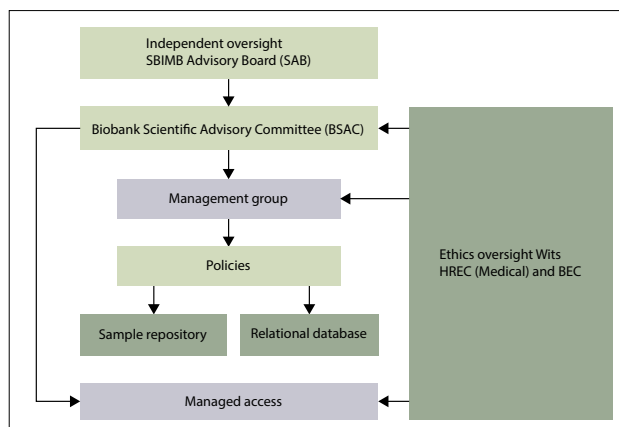 Independent oversight
SBIMB Advisory Board (SAB)
Biobank Scientific Advisory Committee (BSAC)
Management group
Ethics oversight Wits
HREC (Medical) and BEC
Policies
Sample repository
Relational database
Managed access